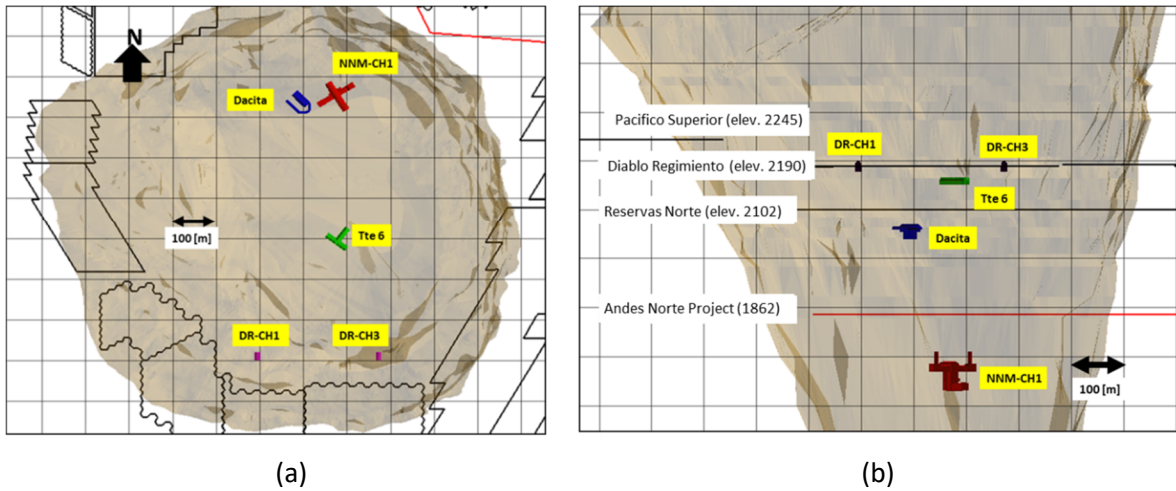 N
NNM-CH1
Dacita
100 [m]
Tte 6
DR-CH1
DR-CH3
(a)
Pacifico Superior (elev. 2245)
DR-CH1
DR-CH3
Diablo Regimiento (elev. 2190)
Tte 6
Reservas Norte (elev. 2102)
Dacita
Andes Norte Project (1862)
NNM-CH1
100 [m]
(b)